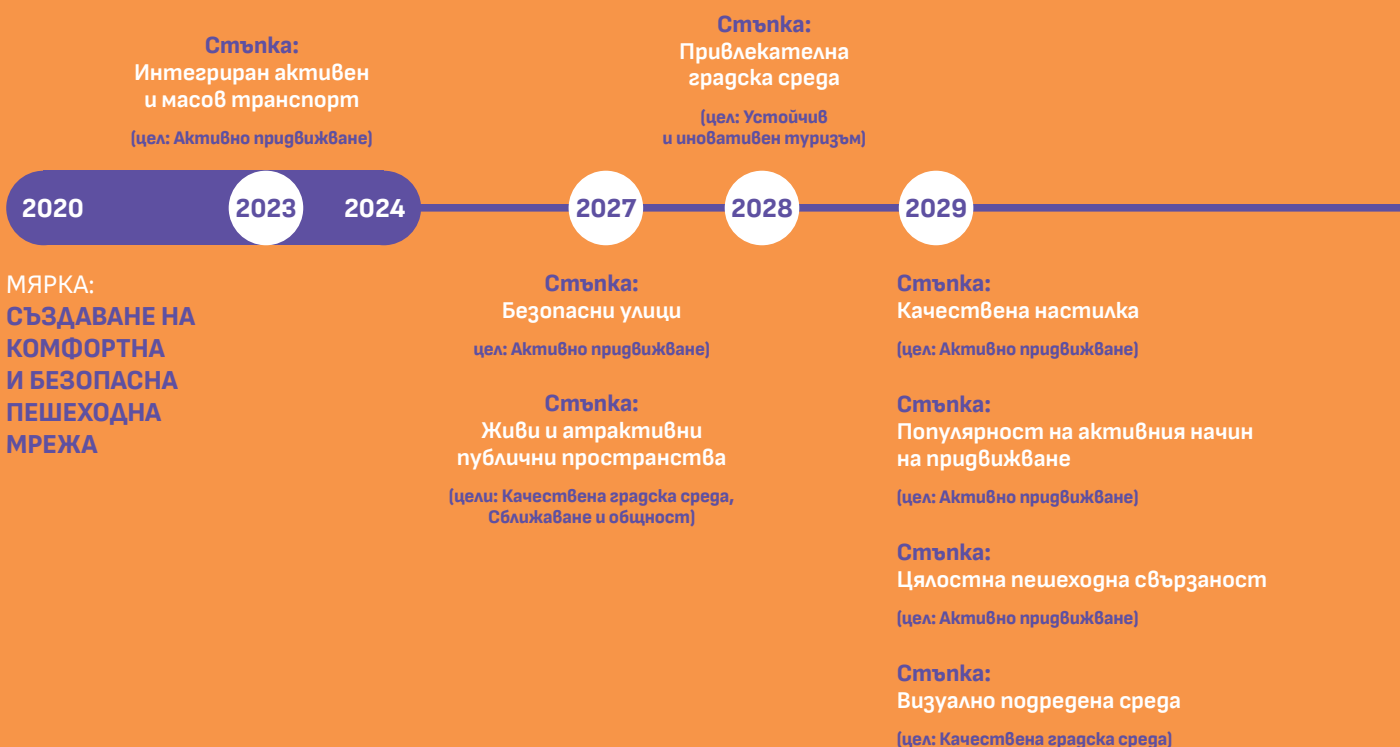 Стъпка:
Интегриран активен
и масов транспорт
(цел: Активно придвижване)
Стъпка:
Привлекателна
градска среда
(цел: Устойчив
и иновативен туризъм)
2020 2023 2024 2027 2028 2029
МЯРКА:
СЪЗДАВАНЕ НА
КОМФОРТНА
И БЕЗОПАСНА
ПЕШЕХОДНА
МРЕЖА
Стъпка:
Безопасни улици
цел: Активно придвижване)
Стъпка:
Живи и атрактивни
публични пространства
(цели: Качествена градска среда,
Сближаване и общност)
Стъпка:
Качествена настилка
(цел: Активно придвижване)
Стъпка:
Популярност на активния начин
на придвижване
(цел: Активно придвижване)
Стъпка:
Цялостна пешеходна свързаност
(цел: Активно придвижване)
Стъпка:
Визуално подредена среда
(цел: Качествена градска среда)